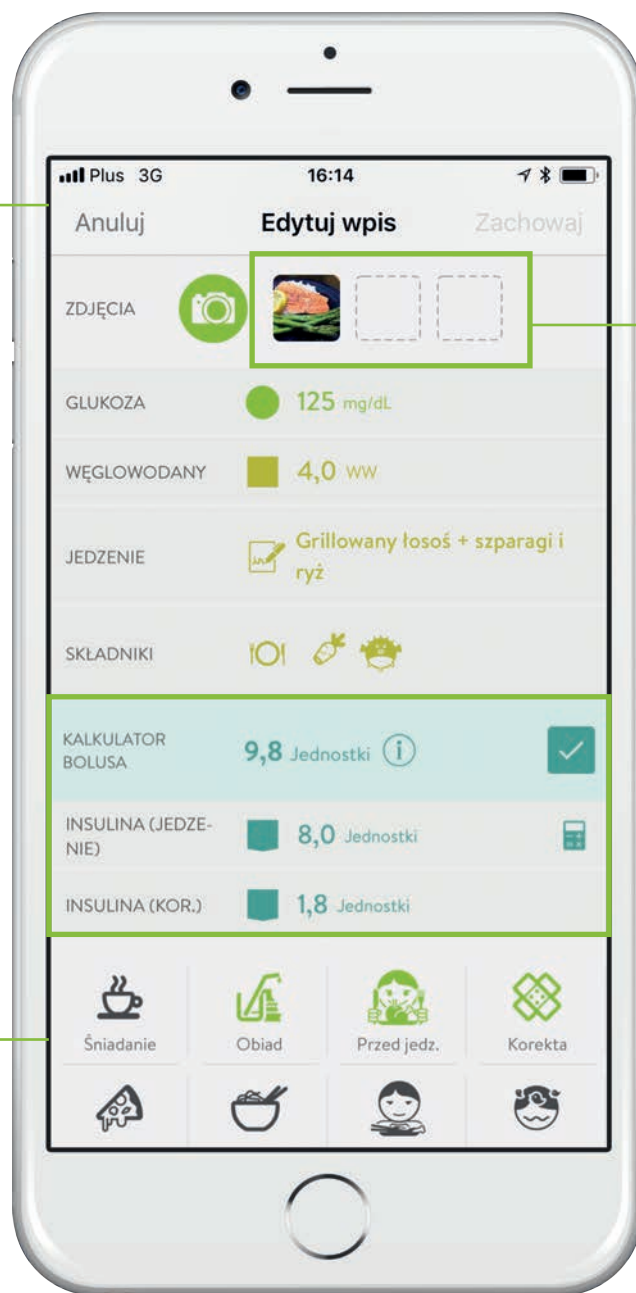 Plus 3G 16:14
Anuluj Edytuj wpis Zachowaj
ZDJĘCIA
GLUKOZA 125 mg/dL
WĘGLOWODANY 4,0 WW
JEDZENIE Grillowany łosoś + szparagi i
ryż
SKŁADNIKI
KALKULATOR
BOLUSA 9,8 Jednostki i
INSULINA (JEDZE-
NIE) 8,0 Jednostki
INSULINA (KOR.) 1,8 Jednostki
Śniadanie Obiad Przed jedz. Korekta